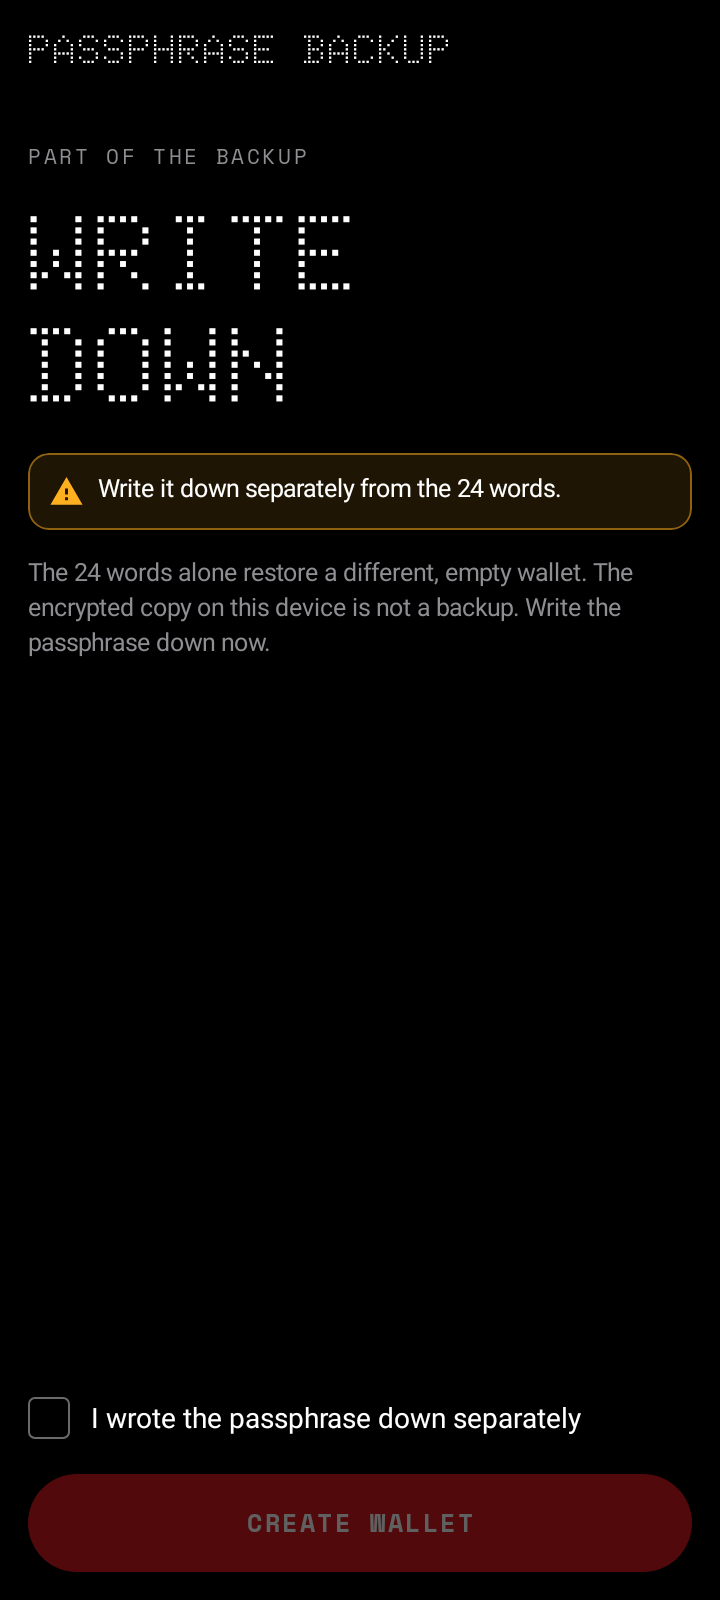 PASSPHRASE BACKUP
PART OF THE BACKUP
WRITE
DOWN
Write it down separately from the 24 words.
The 24 words alone restore a different, empty wallet. The
encrypted copy on this device is not a backup. Write the
passphrase down now.
I wrote the passphrase down separately
CREATE WALLET